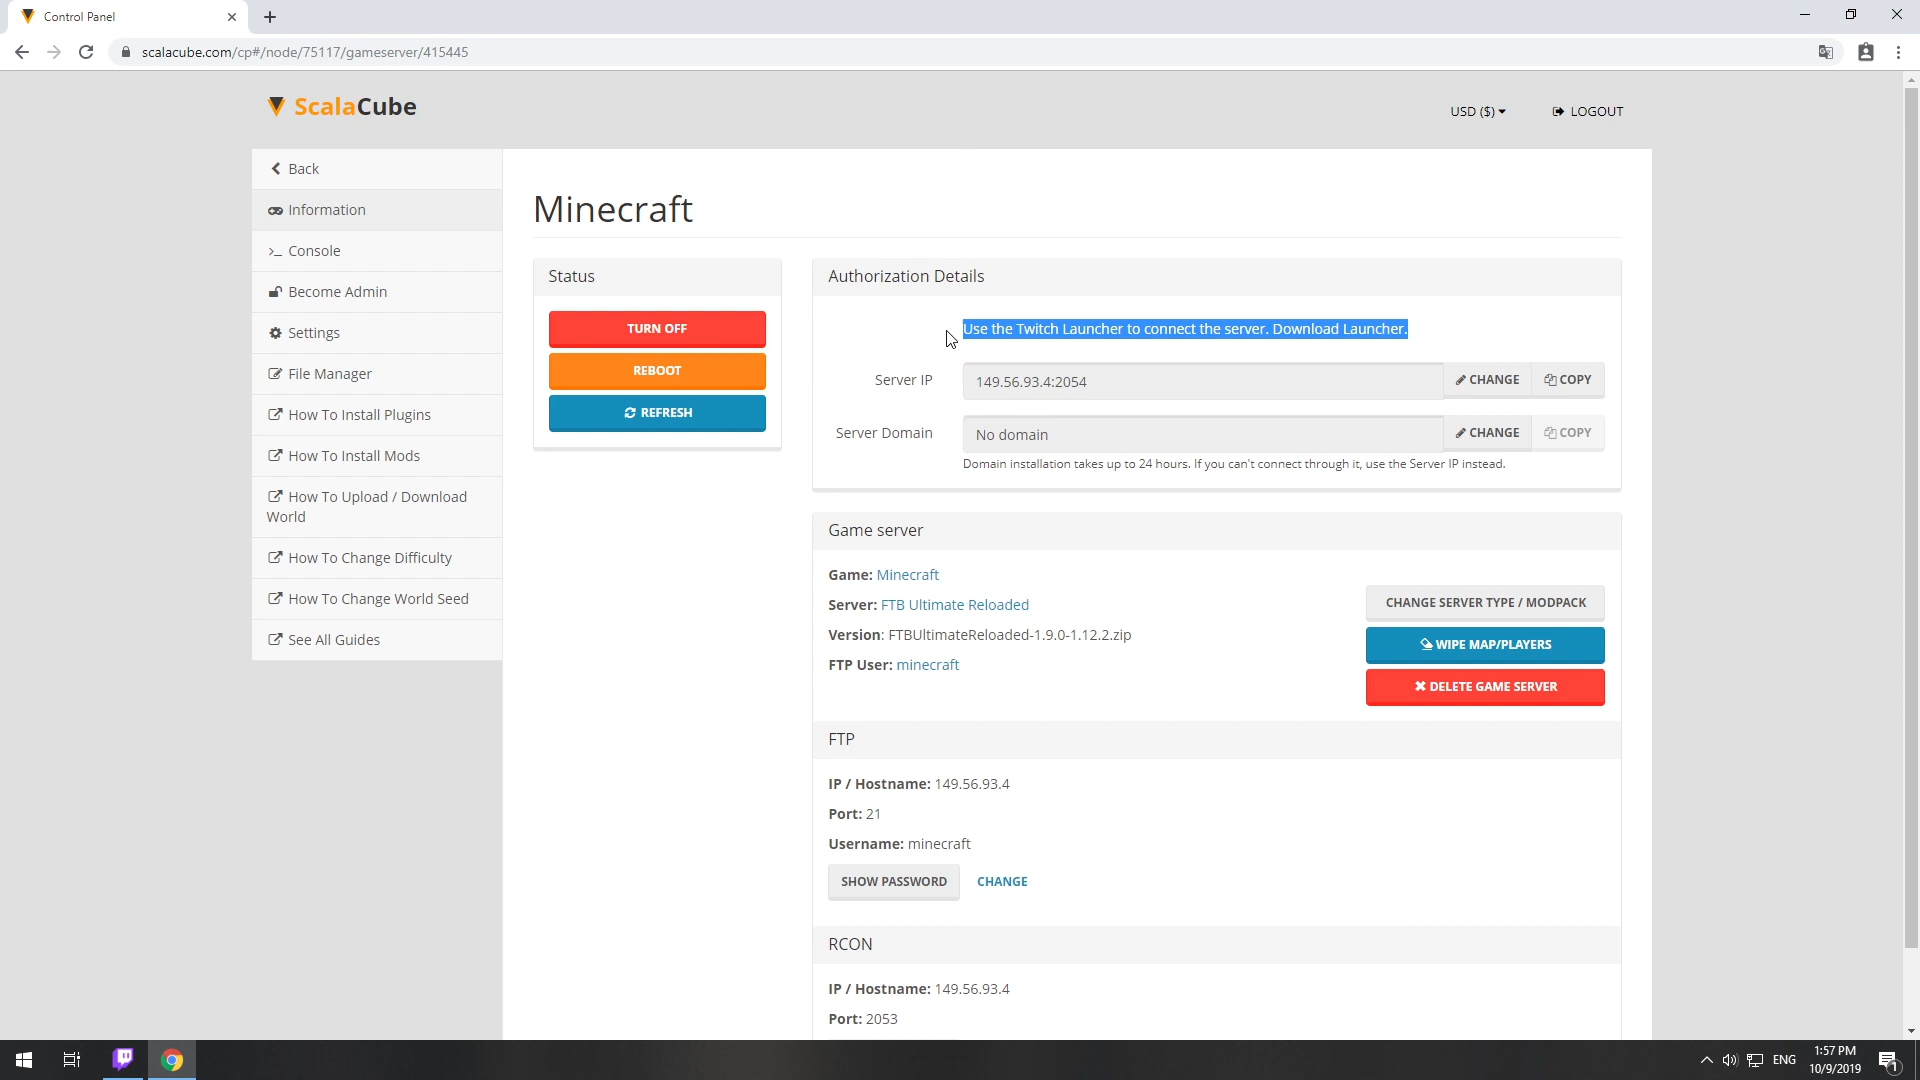 Control Panel
scalacube.com/cp#/node/75117/gameserver/415445
ScalaCube
USD ($)
LOGOUT
Back
Information
Console
Become Admin
Settings
File Manager
How To Install Plugins
How To Install Mods
How To Upload / Download
World
How To Change Difficulty
How To Change World Seed
See All Guides
Minecraft
Status
TURN OFF
REBOOT
REFRESH
Authorization Details
Use the Twitch Launcher to connect the server. Download Launcher.
Server IP
149.56.93.4:2054
CHANGE
COPY
Server Domain
No domain
CHANGE
COPY
Domain installation takes up to 24 hours. If you can't connect through it, use the Server IP instead.
Game server
Game: Minecraft
Server: FTB Ultimate Reloaded
Version: FTBUltimateReloaded-1.9.0-1.12.2.zip
FTP User: minecraft
CHANGE SERVER TYPE / MODPACK
WIPE MAP/PLAYERS
DELETE GAME SERVER
FTP
IP / Hostname: 149.56.93.4
Port: 21
Username: minecraft
SHOW PASSWORD
CHANGE
RCON
IP / Hostname: 149.56.93.4
Port: 2053
ENG
1:57 PM
10/9/2019
1